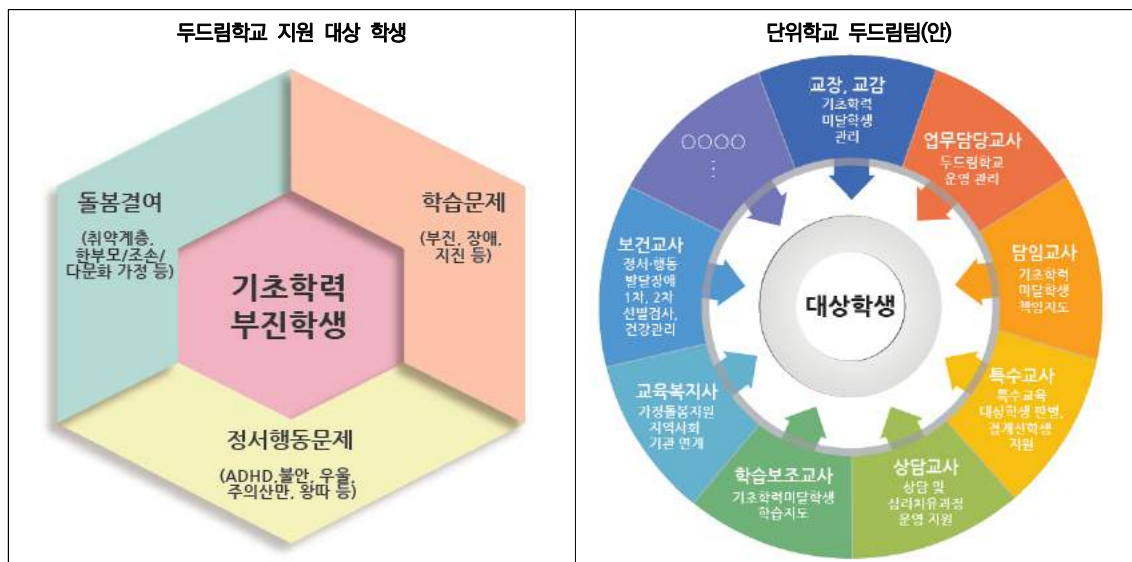 두드림학교 지원 대상 학생
돌봄결여
(취약계층,
한부모/조손/
다문화 가정 등)
학습문제
(부진, 장애,
지진 등)
기초학력
부진학생
정서행동문제
(ADHD,불안, 우울,
주의산만, 왕따 등)
단위학교 두드림팀(안)
교장, 교감
기초학력
미달학생
관리
업무담당교사
두드림학교
운영 관리
담임교사
기초학력
미달학생
책임지도
특수교사
특수교육
대상학생 판별,
경계선학생
지원
상담교사
상담 및
심리치유과정
운영 지원
학습보조교사
기초학력미달학생
학습지도
교육복지사
가정돌봄지원
지역사회
기관 연계
보건교사
정서·행동
발달장애
1차, 2차
선별검사,
건강관리
○○○○
⋮
대상학생